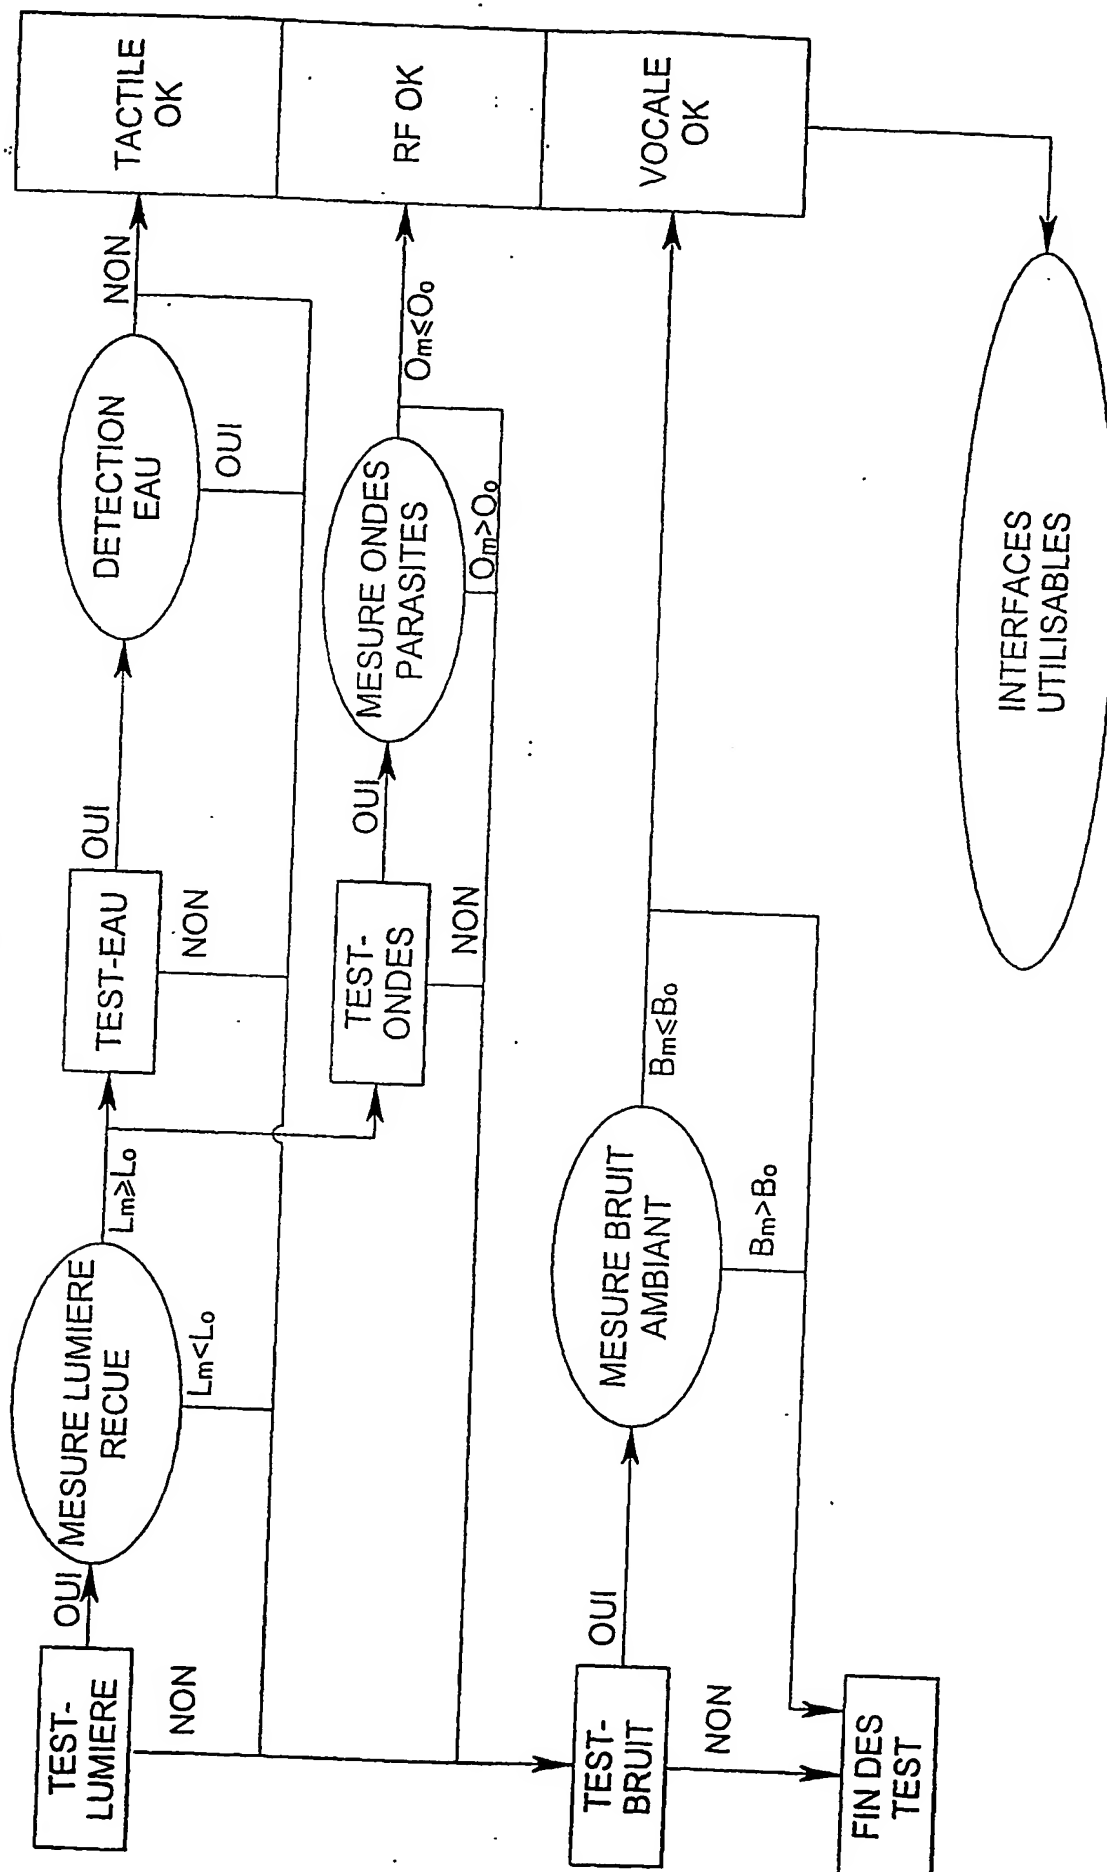 TEST-
LUMIERE
OUI
NON
MESURE LUMIERE
RECUE
Lm≥Lo
Lm<Lo
TEST-EAU
OUI
NON
DETECTION
EAU
NON
OUI
TACTILE
OK
TEST-
ONDES
OUI
NON
MESURE ONDES
PARASITES
Om≤Oo
Om>Oo
RF OK
TEST-
BRUIT
OUI
NON
MESURE BRUIT
AMBIANT
Bm≤Bo
Bm>Bo
VOCALE
OK
FIN DES
TEST
INTERFACES
UTILISABLES